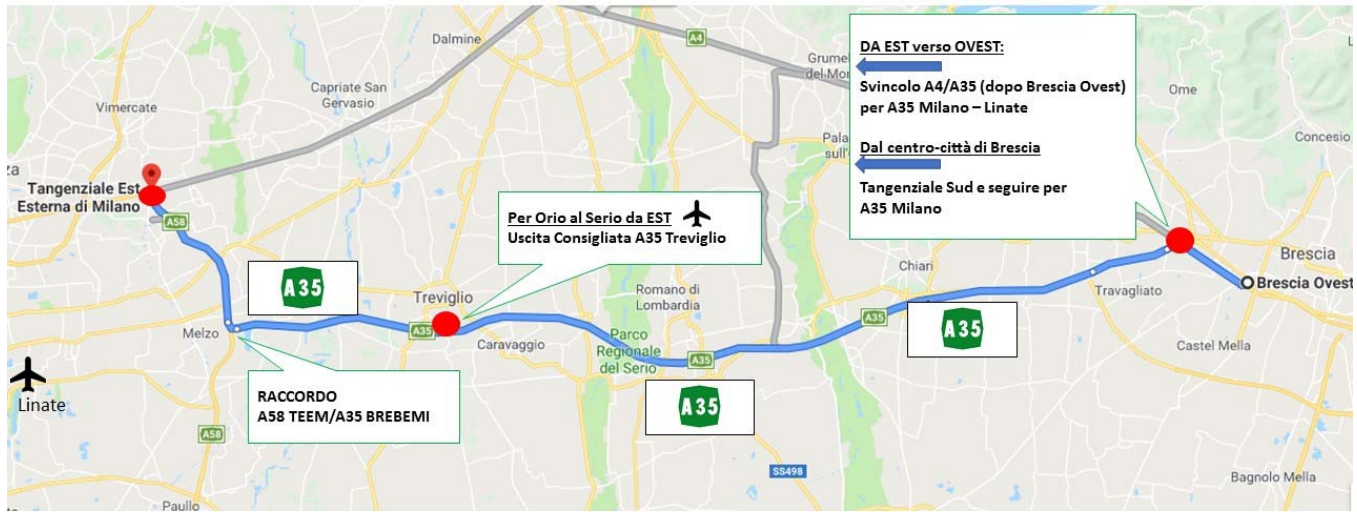 Dalmine
A4
Grumel
del Mon
Capriate San
Gervasio
Vimercate
Ome
Concesio
DA EST verso OVEST:
Svincolo A4/A35 (dopo Brescia Ovest)
per A35 Milano – Linate
Dal centro-città di Brescia
Tangenziale Sud e seguire per
A35 Milano
Tangenziale Est
Esterna di Milano
A58
Per Orio al Serio da EST
Uscita Consigliata A35 Treviglio
A35
Treviglio
Romano di
Lombardia
Chiari
Brescia
Brescia Ovest
Travagliato
A35
A35
Melzo
Caravaggio
Parco
Regionale
del Serio
A35
A35
Castel Mella
Linate
RACCORDO
A58 TEEM/A35 BREBEMI
A35
A58
SS498
Bagnolo Mella
Paullo